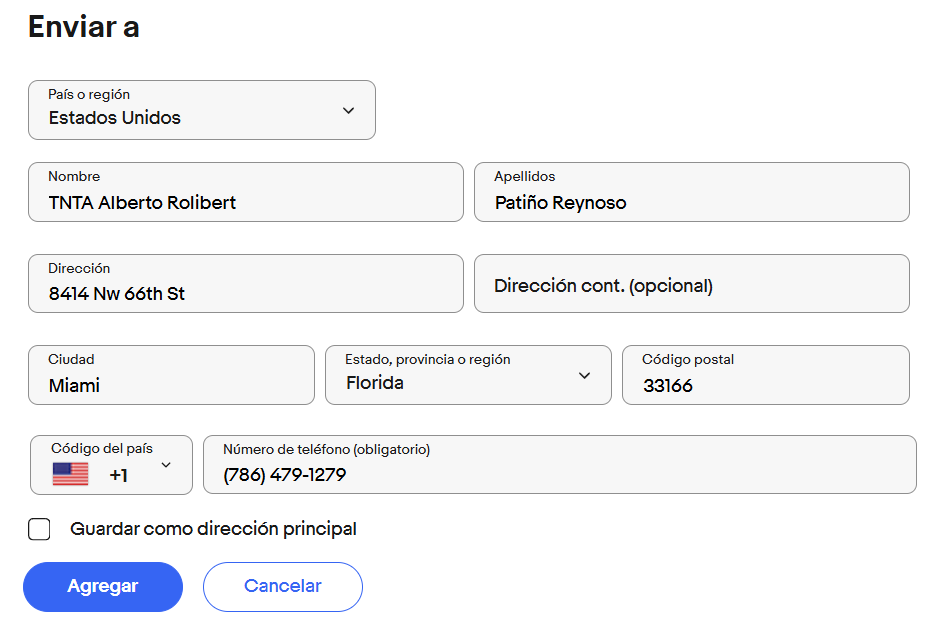 Enviar a
País o región
Estados Unidos
Nombre
TNTA Alberto Rolibert
Apellidos
Patiño Reynoso
Dirección
8414 Nw 66th St
Dirección cont. (opcional)
Ciudad
Miami
Estado, provincia o región
Florida
Código postal
33166
Código del país
+1
Número de teléfono (obligatorio)
(786) 479-1279
Guardar como dirección principal
Agregar
Cancelar